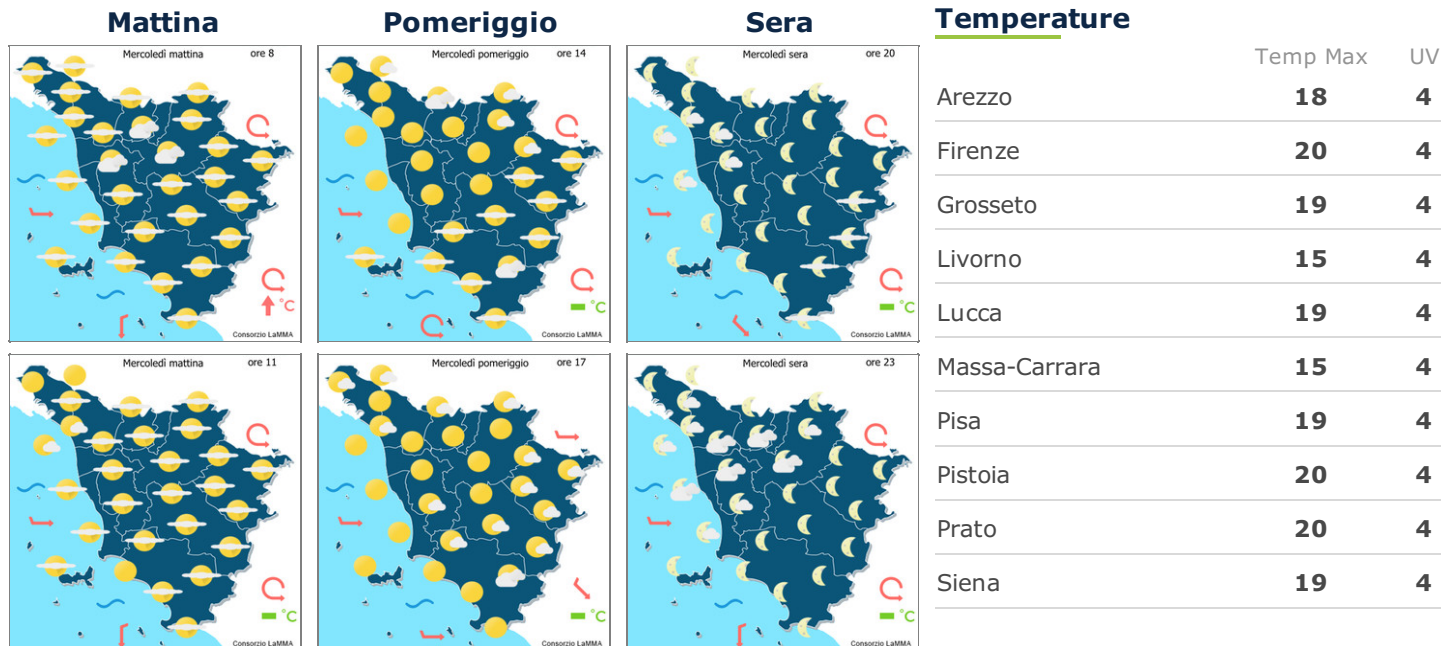 Mattina
Pomeriggio
Sera
Mercoledì mattina ore 8
°C
Consorzio LaMMA
Mercoledì pomeriggio ore 14
°C
Consorzio LaMMA
Mercoledì sera ore 20
°C
Consorzio LaMMA
Mercoledì mattina ore 11
°C
Consorzio LaMMA
Mercoledì pomeriggio ore 17
°C
Consorzio LaMMA
Mercoledì sera ore 23
°C
Consorzio LaMMA
Temperature
Temp Max UV
Arezzo 18 4
Firenze 20 4
Grosseto 19 4
Livorno 15 4
Lucca 19 4
Massa-Carrara 15 4
Pisa 19 4
Pistoia 20 4
Prato 20 4
Siena 19 4